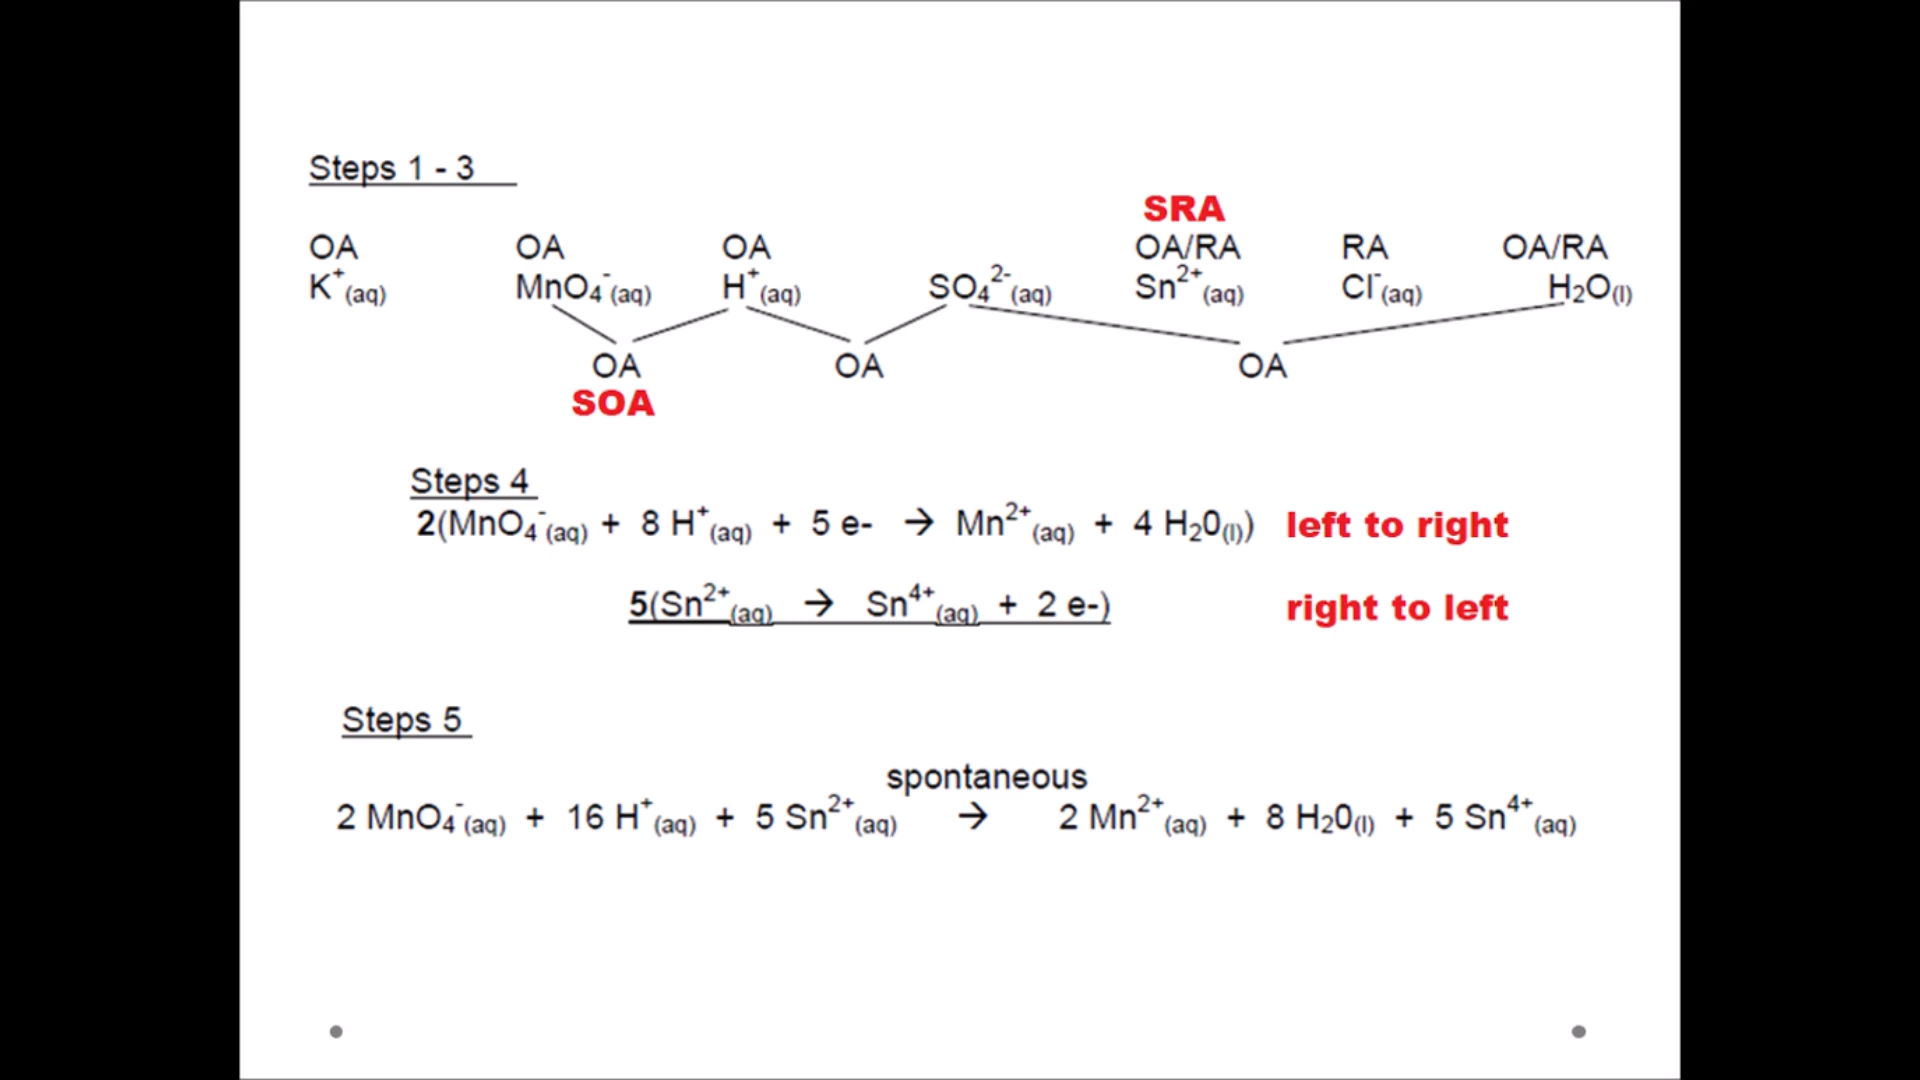 Steps 1 - 3
SRA
OA OA OA OA/RA RA OA/RA
K⁺(aq) MnO₄⁻(aq) H⁺(aq) SO₄²⁻(aq) Sn²⁺(aq) Cl⁻(aq) H₂O(l)
OA OA OA
SOA
Steps 4
2(MnO₄⁻(aq) + 8 H⁺(aq) + 5 e- → Mn²⁺(aq) + 4 H₂0(l)) left to right
5(Sn²⁺(aq) → Sn⁴⁺(aq) + 2 e-) right to left
Steps 5
spontaneous
2 MnO₄⁻(aq) + 16 H⁺(aq) + 5 Sn²⁺(aq) → 2 Mn²⁺(aq) + 8 H₂0(l) + 5 Sn⁴⁺(aq)